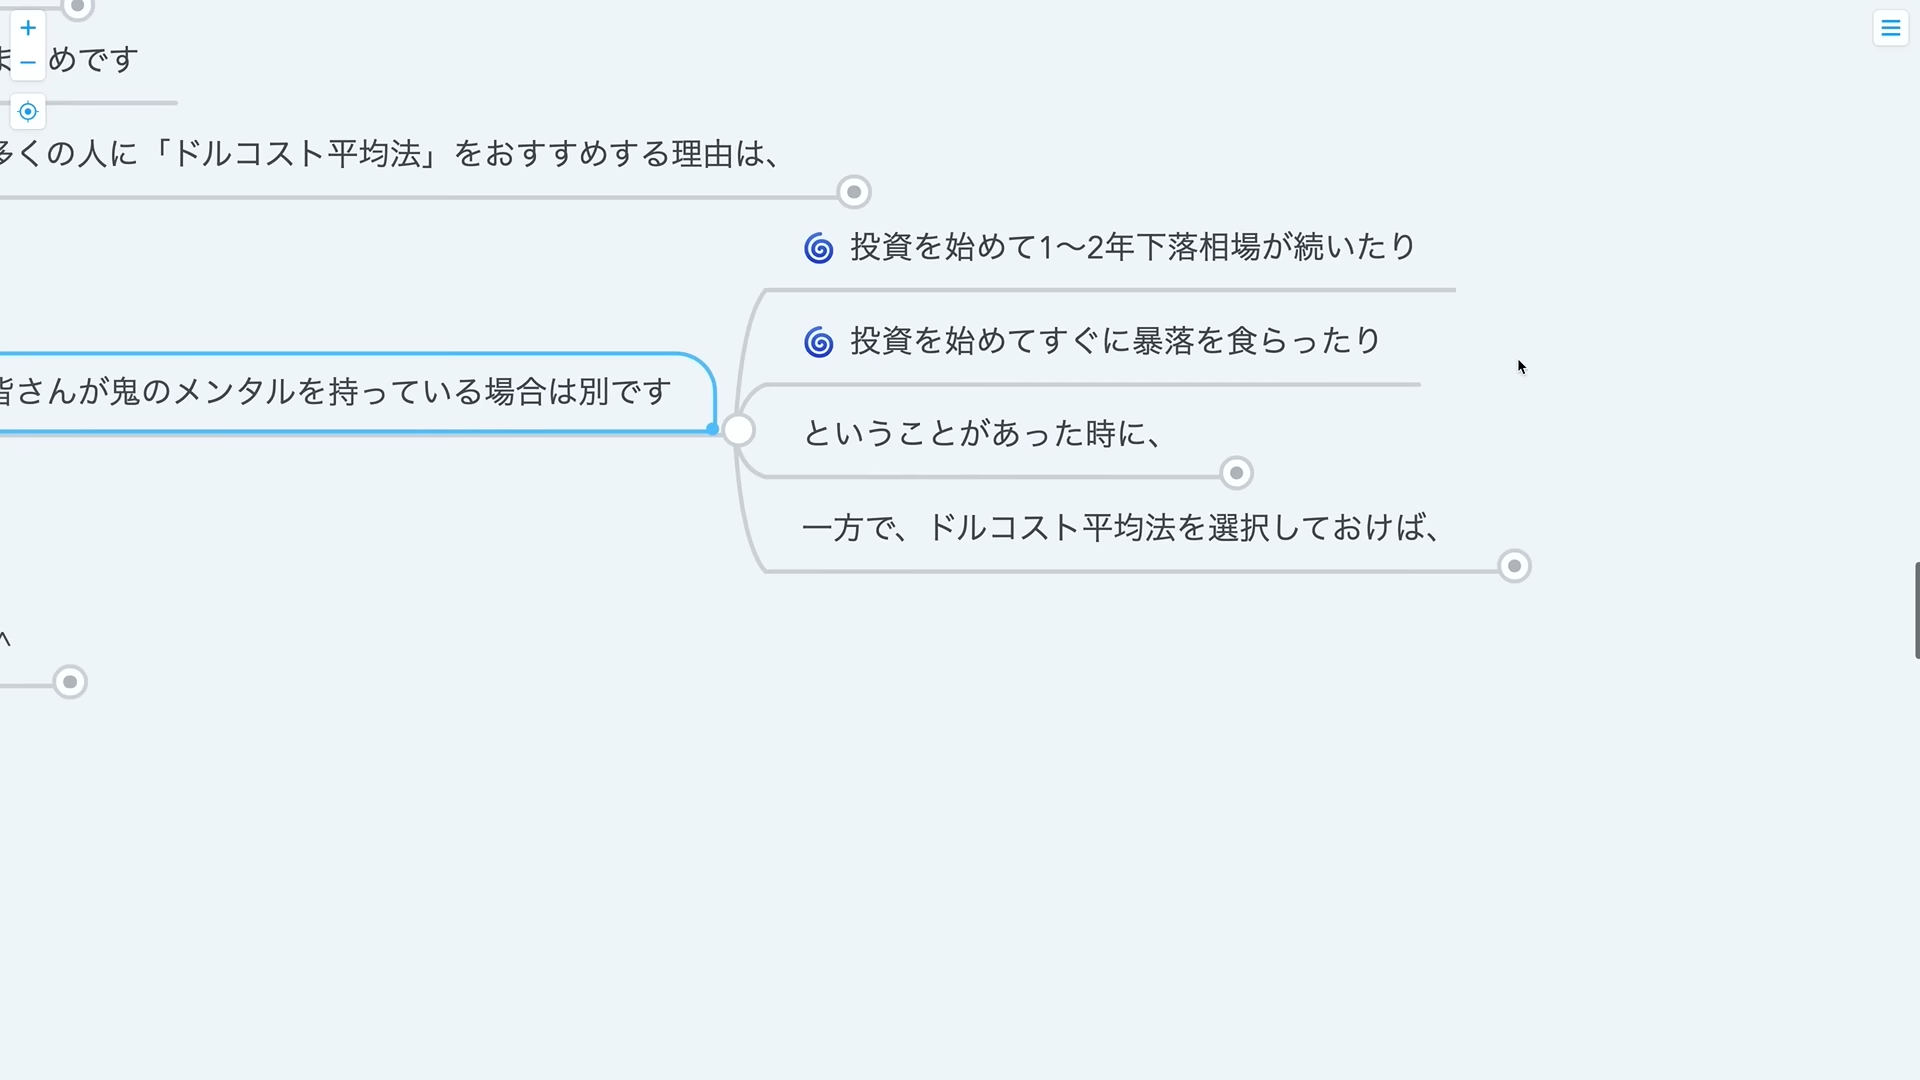 めです
多くの人に「ドルコスト平均法」をおすすめする理由は、
🌀 投資を始めて1〜2年下落相場が続いたり
🌀 投資を始めてすぐに暴落を食らったり
皆さんが鬼のメンタルを持っている場合は別です
ということがあった時に、
一方で、ドルコスト平均法を選択しておけば、
^